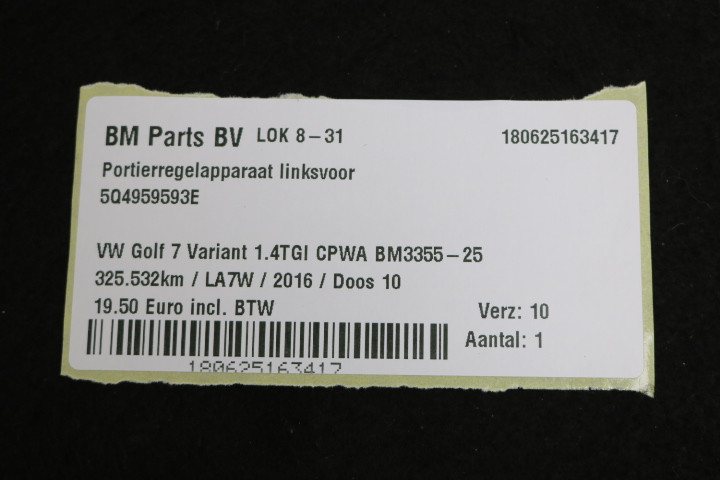 BM Parts BV LOK 8-31 180625163417
Portierregelapparaat linksvoor
5Q4959593E
VW Golf 7 Variant 1.4TGI CPWA BM3355-25
325.532km / LA7W / 2016 / Doos 10
19.50 Euro incl. BTW Verz: 10
Aantal: 1
180625163417